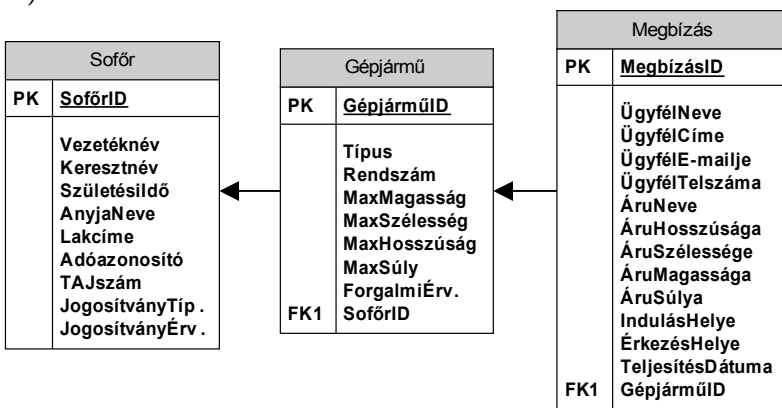 Sofőr
PK SofőrID
Vezetéknév
Keresztnév
SzületésiIdő
AnyjaNeve
Lakcíme
Adóazonosító
TAJszám
JogosítványTíp.
JogosítványÉrv.
Gépjármű
PK GépjárműID
Típus
Rendszám
MaxMagasság
MaxSzélesség
MaxHosszúság
MaxSúly
ForgalmiÉrv.
FK1 SofőrID
Megbízás
PK MegbízásID
ÜgyfélNeve
ÜgyfélCíme
ÜgyfélE-mailje
ÜgyfélTelszáma
ÁruNeve
ÁruHosszúsága
ÁruSzélessége
ÁruMagassága
ÁruSúlya
IndulásHelye
ÉrkezésHelye
TeljesítésDátuma
FK1 GépjárműID